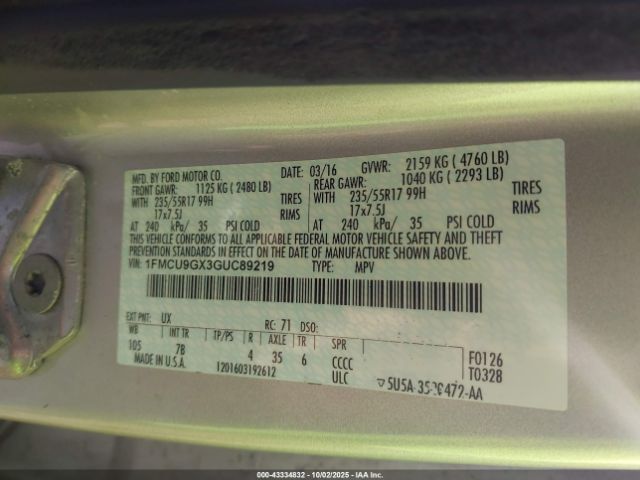 MFD. BY FORD MOTOR CO. DATE: 03/16 GVWR: 2159 KG ( 4760 LB)
FRONT GAWR: 1125 KG ( 2480 LB) REAR GAWR: 1040 KG ( 2293 LB)
WITH 235/55R17 99H TIRES WITH 235/55R17 99H TIRES
17x7.5J RIMS 17x7.5J RIMS
AT 240 kPa/ 35 PSI COLD AT 240 kPa/ 35 PSI COLD
THIS VEHICLE CONFORMS TO ALL APPLICABLE FEDERAL MOTOR VEHICLE SAFETY AND THEFT
PREVENTION STANDARDS IN EFFECT ON THE DATE OF MANUFACTURE SHOWN ABOVE.
VIN: 1FMCU9GX3GUC89219 TYPE: MPV
EXT PNT: UX RC: 71 DSO:
WB INT TR TP/PS R AXLE TR SPR
105 7B 4 35 6 CCCC F0126
MADE IN U.S.A. 1201603192612 ULC T0328
000-43334832 - 10/02/2025 - IAA Inc.